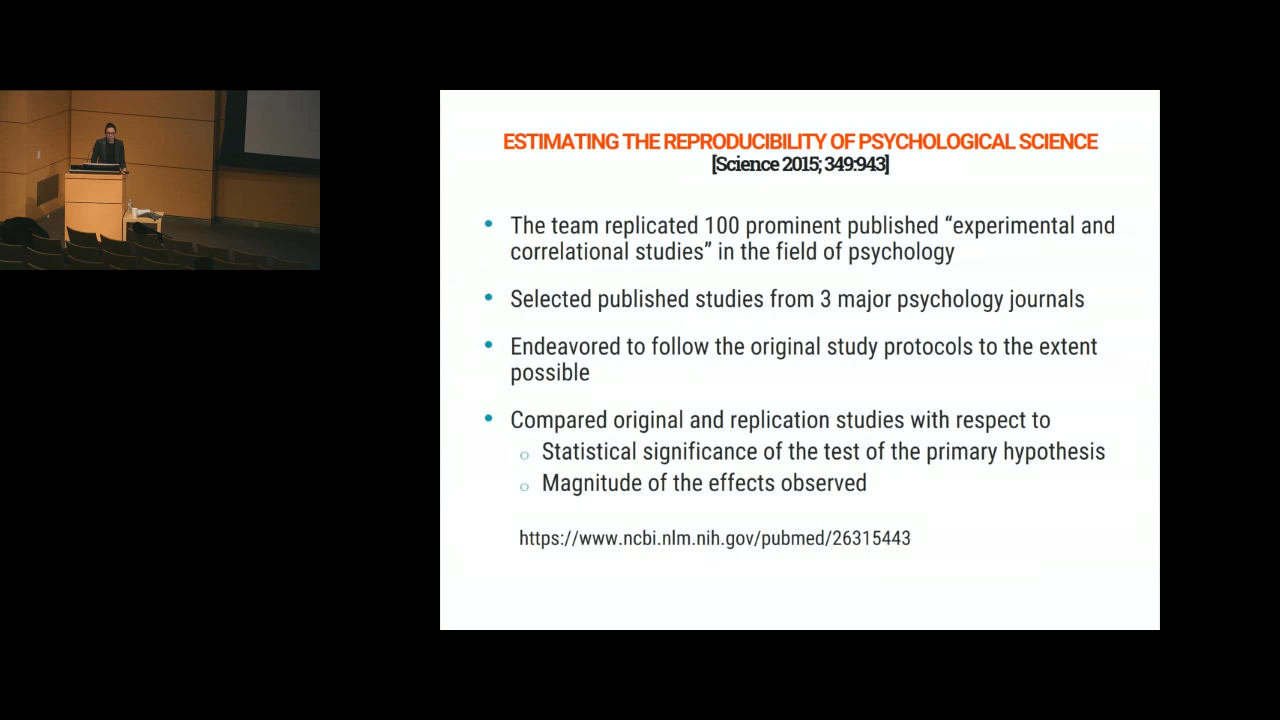 ESTIMATING THE REPRODUCIBILITY OF PSYCHOLOGICAL SCIENCE
[Science 2015; 349:943]
• The team replicated 100 prominent published “experimental and
correlational studies” in the field of psychology
• Selected published studies from 3 major psychology journals
• Endeavored to follow the original study protocols to the extent
possible
• Compared original and replication studies with respect to
o Statistical significance of the test of the primary hypothesis
o Magnitude of the effects observed
https://www.ncbi.nlm.nih.gov/pubmed/26315443